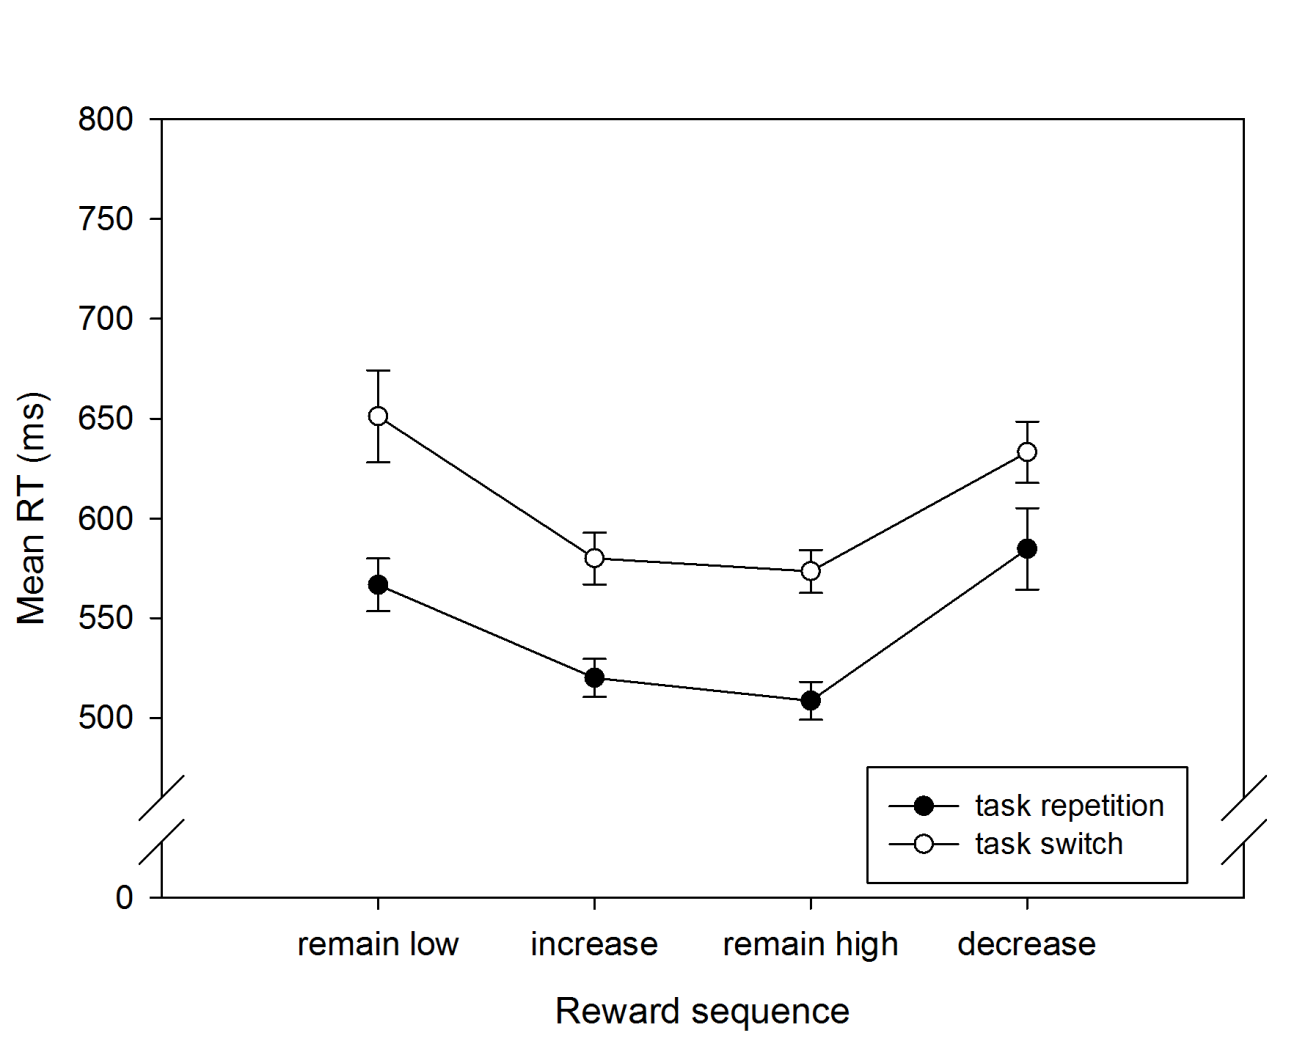 800
750
700
650
600
550
500
0
Mean RT (ms)
task repetition
task switch
remain low increase remain high decrease
Reward sequence